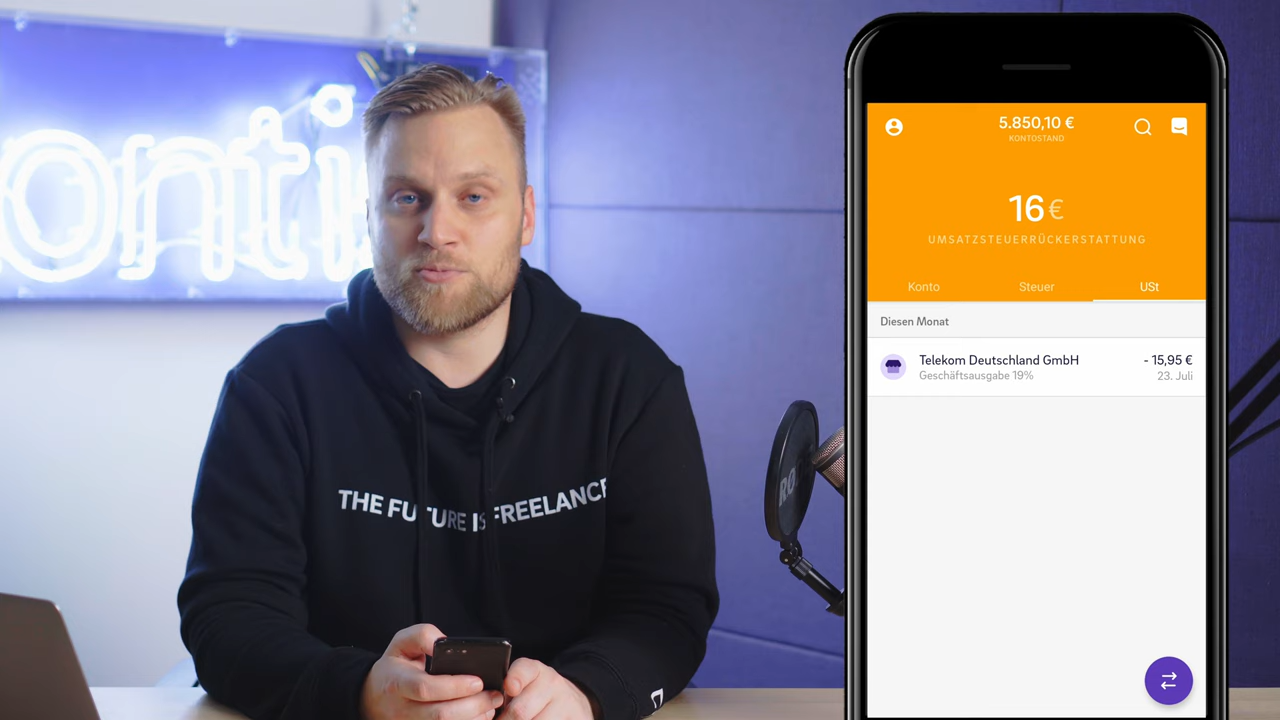 onti
THE FUTURE IS FREELANCE
5.850,10 €
KONTOSTAND
16 €
UMSATZSTEUERRÜCKERSTATTUNG
Konto
Steuer
USt
Diesen Monat
Telekom Deutschland GmbH
- 15,95 €
Geschäftsausgabe 19%
23. Juli